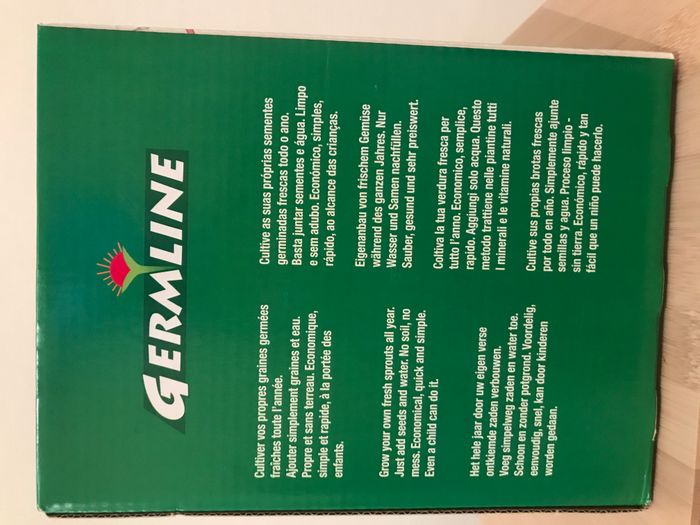 GERMLINE
Cultiver vos propres graines germées
fraîches toute l'année.
Ajouter simplement graines et eau.
Propre et sans terreau. Economique,
simple et rapide, à la portée des
enfants.
Grow your own fresh sprouts all year.
Just add seeds and water. No soil, no
mess. Economical, quick and simple.
Even a child can do it.
Het hele jaar door uw eigen verse
ontkiemde zaden verbouwen.
Voeg simpelweg zaden en water toe.
Schoon en zonder potgrond. Voordelig,
eenvoudig, snel, kan door kinderen
worden gedaan.
Cultive as suas próprias sementes
germinadas frescas todo o ano.
Basta juntar sementes e água. Limpo
e sem adubo. Económico, simples,
rápido, ao alcance das crianças.
Eigenanbau von frischem Gemüse
während des ganzen Jahres. Nur
Wasser und Samen nachfüllen.
Sauber, gesund und sehr preiswert.
Cultiva la tua verdura fresca per
tutto l'anno. Economico, semplice,
rapido. Aggiungi solo acqua. Questo
metodo trattiene nelle piantine tutti
I minerali e le vitamine naturali.
Cultive sus propias brotas frescas
por todo en año. Simplemente ajunte
semillas y agua. Proceso limpio -
sin tierra. Económico, rápido y tan
fácil que un niño puede hacerlo.